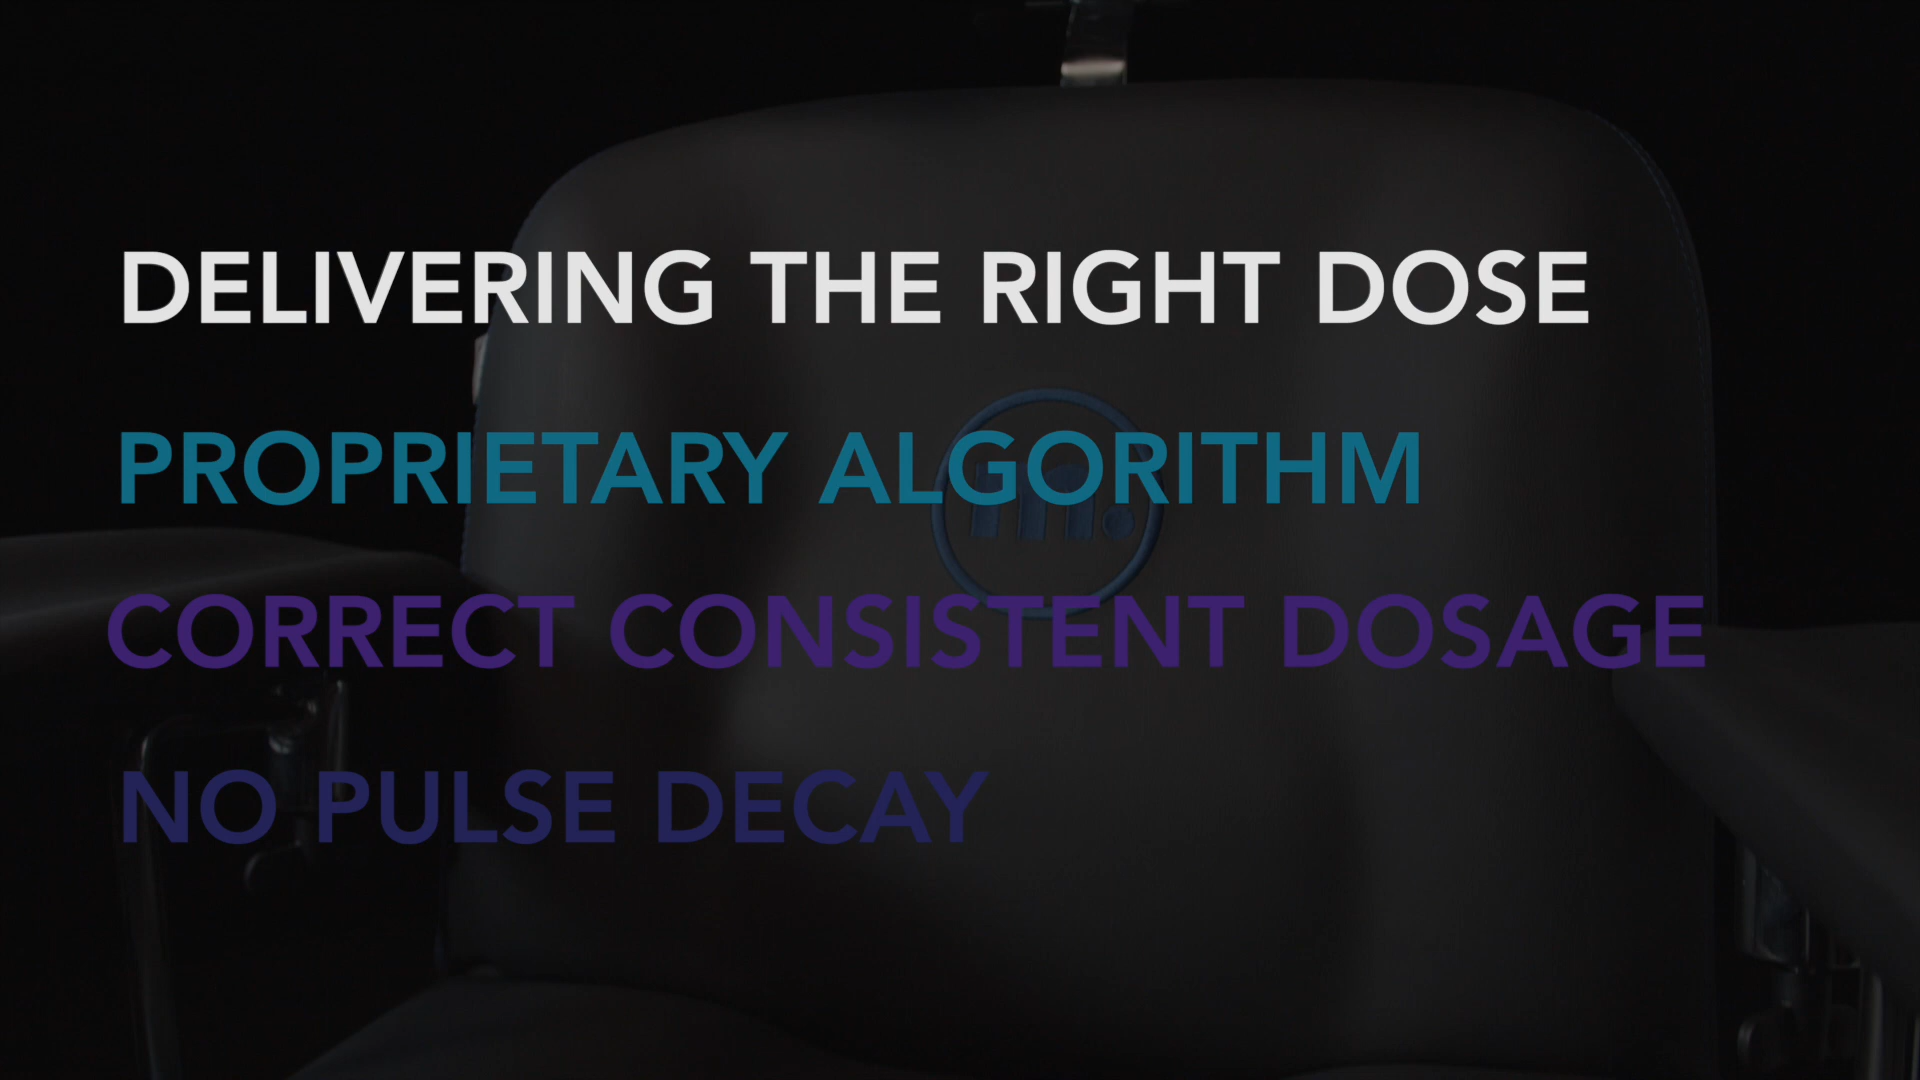 DELIVERING THE RIGHT DOSE
PROPRIETARY ALGORITHM
m.
CORRECT CONSISTENT DOSAGE
NO PULSE DECAY